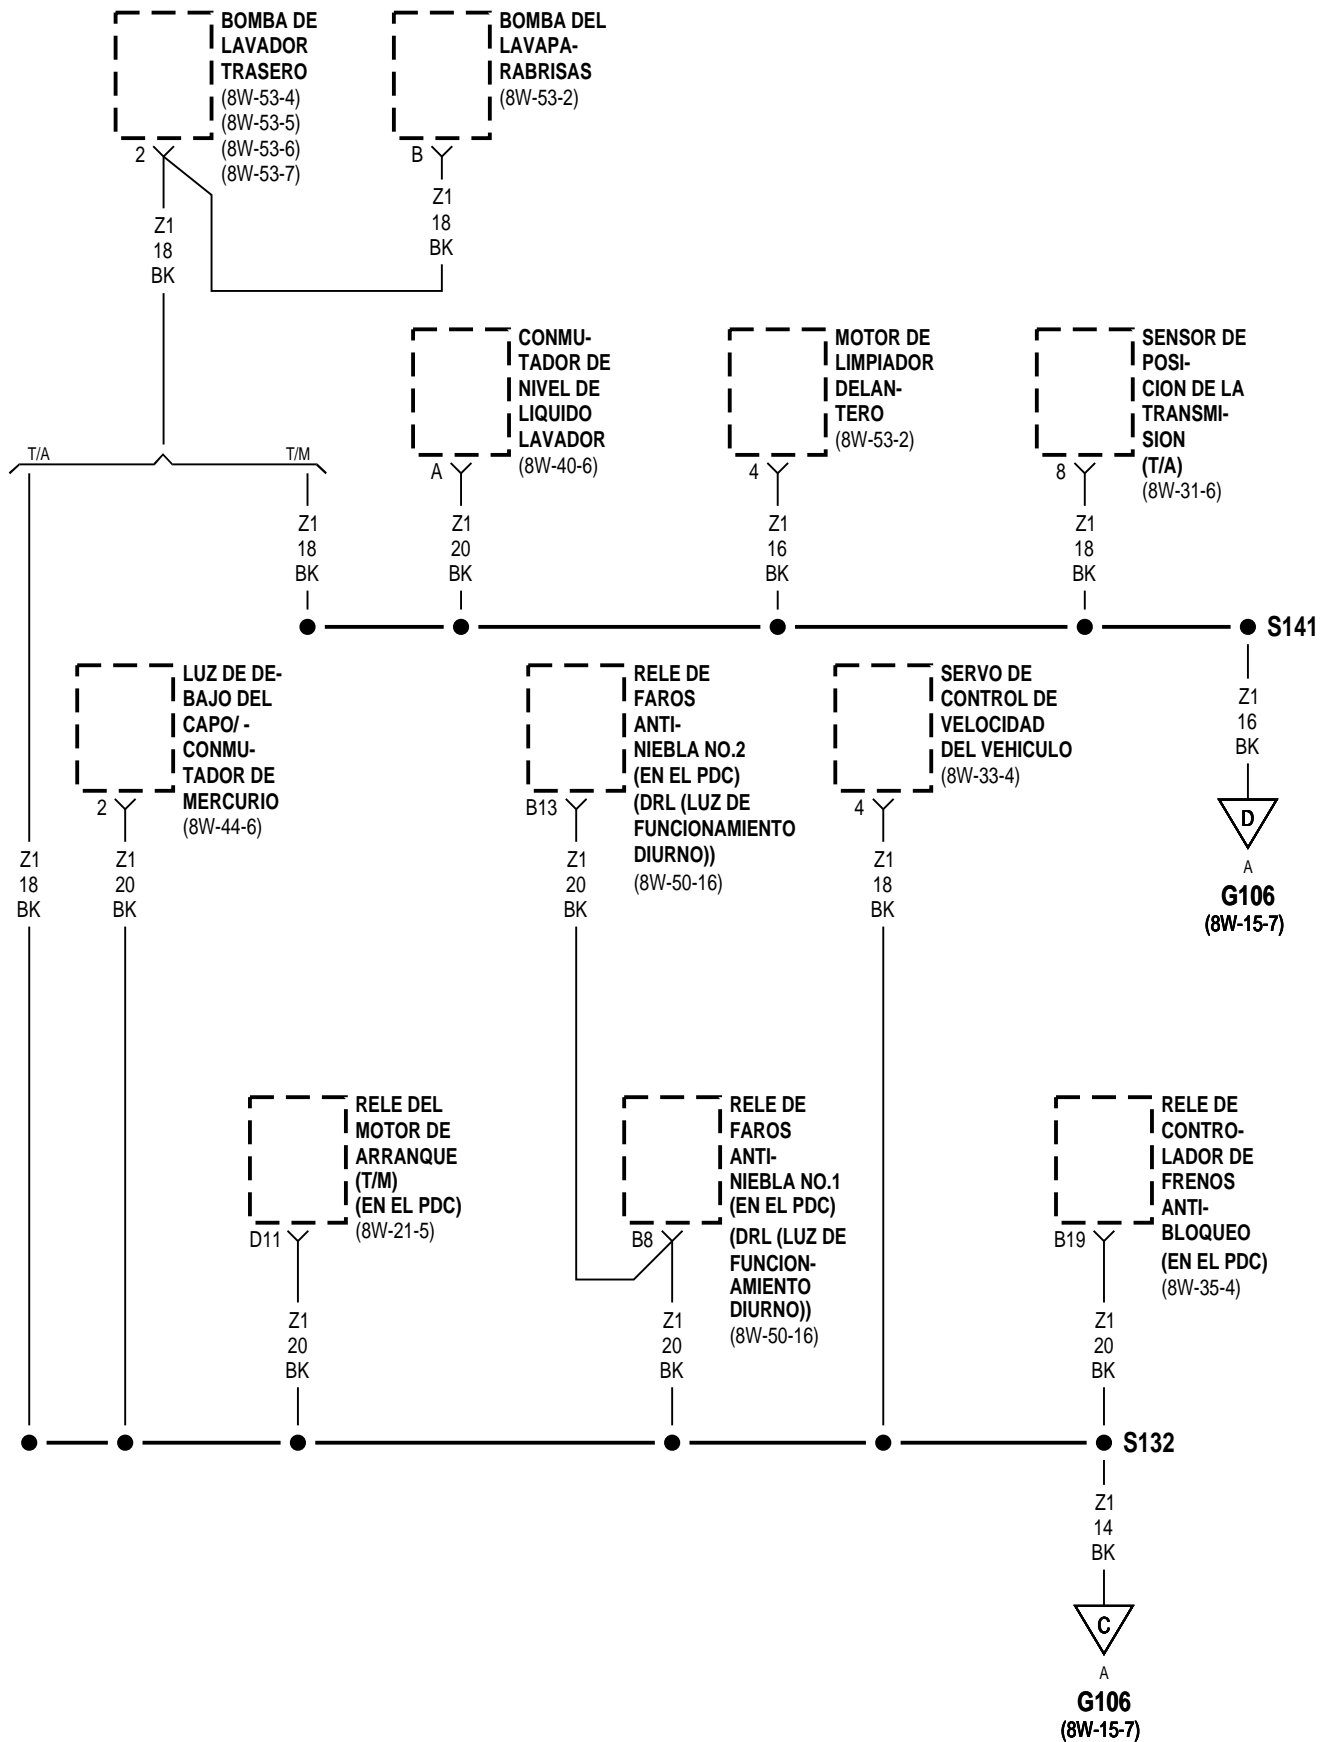 BOMBA DE
LAVADOR
TRASERO
(8W-53-4)
(8W-53-5)
(8W-53-6)
(8W-53-7)
2
Z1
18
BK
BOMBA DEL
LAVAPA-
RABRISAS
(8W-53-2)
B
Z1
18
BK
T/A
T/M
Z1
18
BK
CONMU-
TADOR DE
NIVEL DE
LIQUIDO
LAVADOR
(8W-40-6)
A
Z1
20
BK
MOTOR DE
LIMPIADOR
DELAN-
TERO
(8W-53-2)
4
Z1
16
BK
SENSOR DE
POSI-
CION DE LA
TRANSMI-
SION
(T/A)
(8W-31-6)
8
Z1
18
BK
S141
Z1
16
BK
D
A
G106
(8W-15-7)
Z1
18
BK
LUZ DE DE-
BAJO DEL
CAPO/ -
CONMU-
TADOR DE
MERCURIO
(8W-44-6)
2
Z1
20
BK
RELE DE
FAROS
ANTI-
NIEBLA NO.2
(EN EL PDC)
(DRL (LUZ DE
FUNCIONAMIENTO
DIURNO))
(8W-50-16)
B13
Z1
20
BK
SERVO DE
CONTROL DE
VELOCIDAD
DEL VEHICULO
(8W-33-4)
4
Z1
18
BK
RELE DEL
MOTOR DE
ARRANQUE
(T/M)
(EN EL PDC)
(8W-21-5)
D11
Z1
20
BK
RELE DE
FAROS
ANTI-
NIEBLA NO.1
(EN EL PDC)
(DRL (LUZ DE
FUNCION-
AMIENTO
DIURNO))
(8W-50-16)
B8
Z1
20
BK
RELE DE
CONTRO-
LADOR DE
FRENOS
ANTI-
BLOQUEO
(EN EL PDC)
(8W-35-4)
B19
Z1
20
BK
S132
Z1
14
BK
C
A
G106
(8W-15-7)